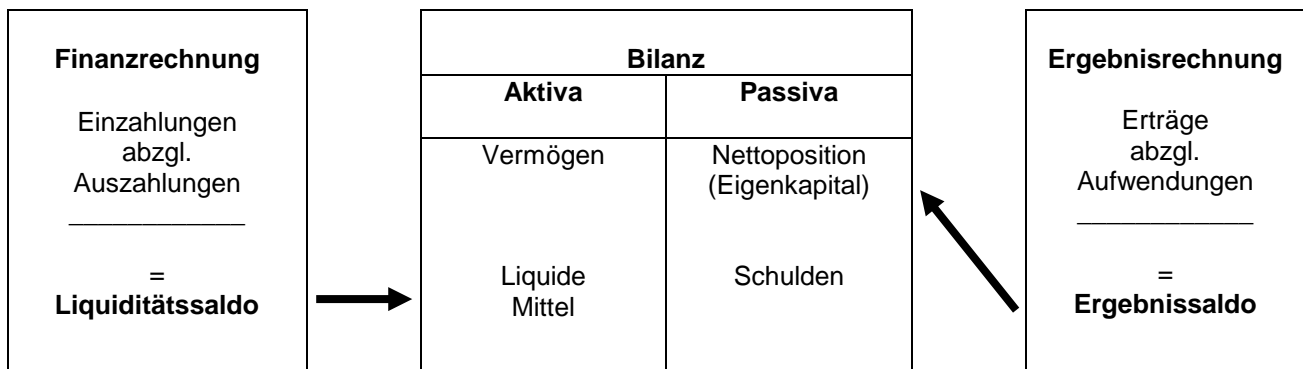 Finanzrechnung
Einzahlungen
abzgl.
Auszahlungen
=
Liquiditätssaldo
Bilanz
Aktiva
Passiva
Vermögen
Nettoposition
(Eigenkapital)
Liquide
Mittel
Schulden
Ergebnisrechnung
Erträge
abzgl.
Aufwendungen
=
Ergebnissaldo